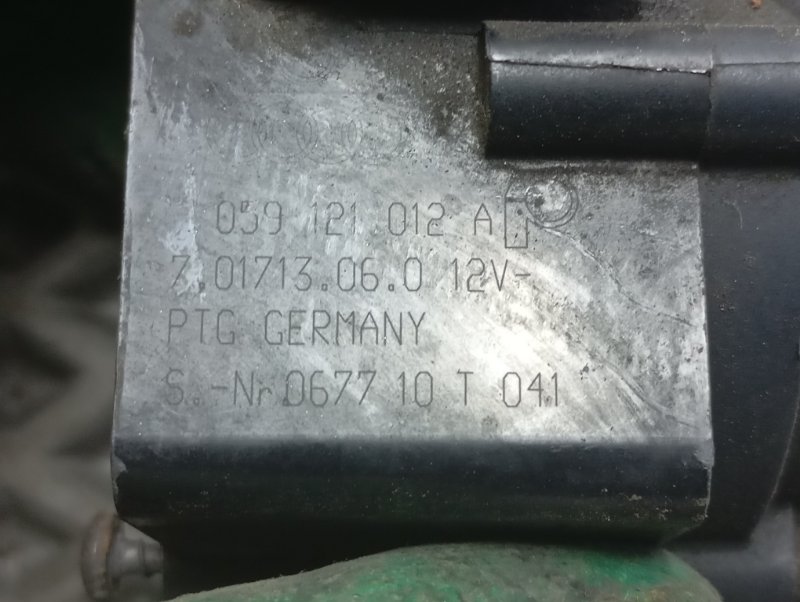 059 121 012 A
7.01713.06.0 12V-
PTG GERMANY
S.-Nr.0677 10 T 041